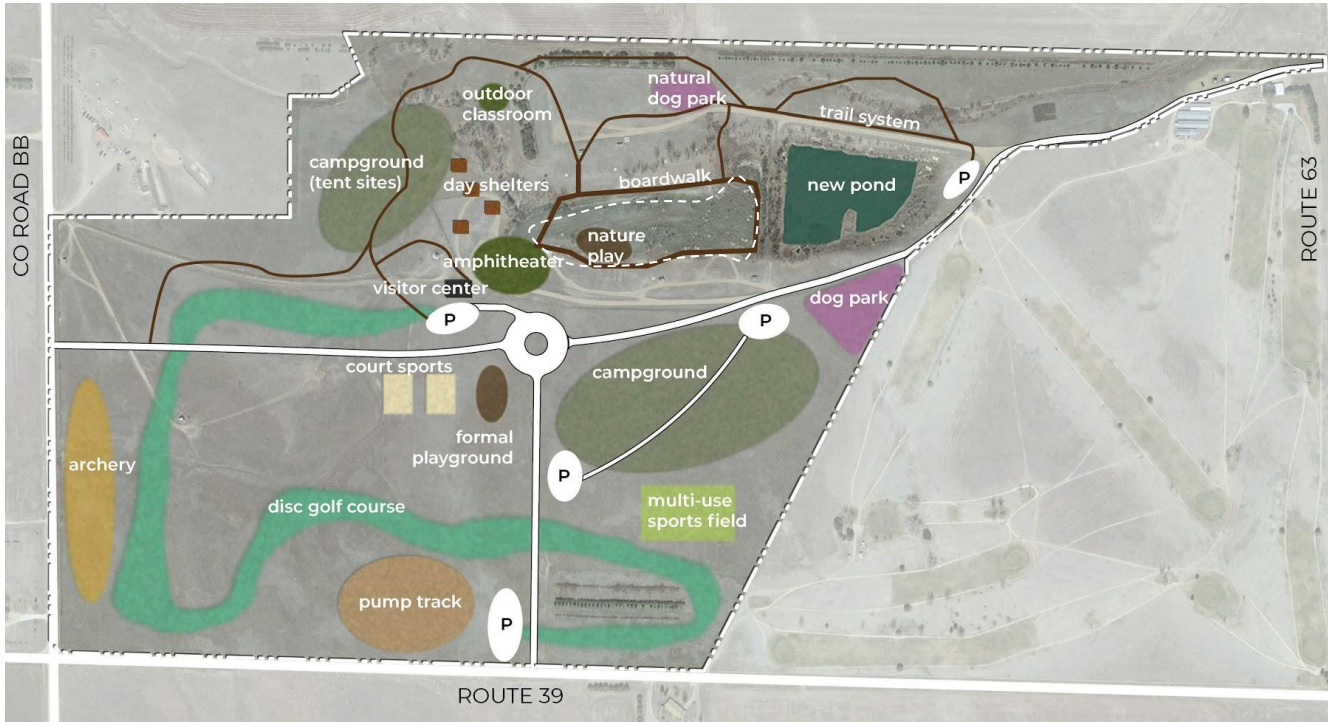 natural
dog park
outdoor
classroom
trail system
campground
(tent sites)
day shelters
boardwalk
new pond
P
CO ROAD BB
ROUTE 63
nature
play
amphitheater
visitor center
dog park
P
P
court sports
campground
formal
playground
archery
P
multi-use
sports field
disc golf course
pump track
P
ROUTE 39